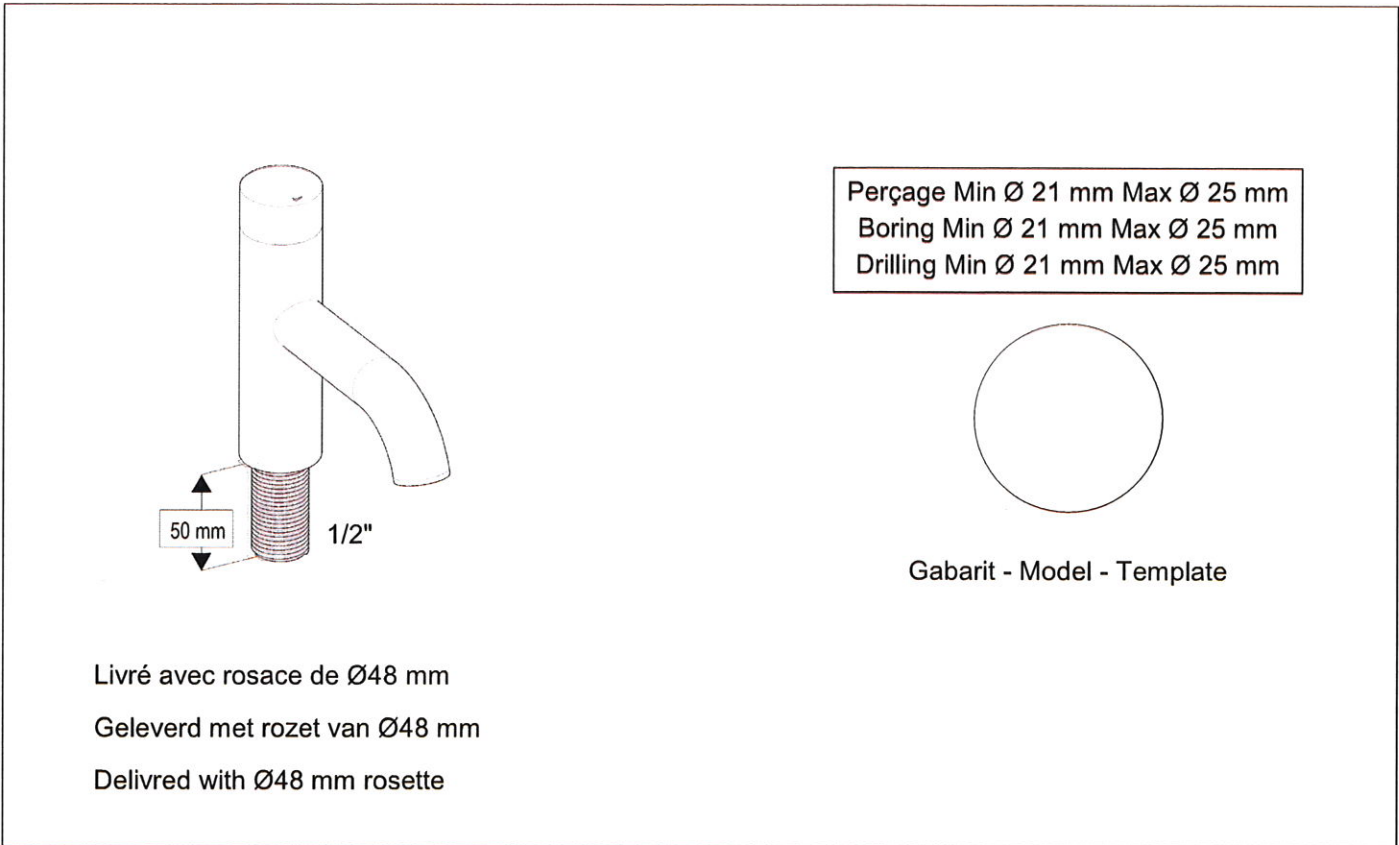 Perçage Min Ø 21 mm Max Ø 25 mm
Boring Min Ø 21 mm Max Ø 25 mm
Drilling Min Ø 21 mm Max Ø 25 mm
50 mm
1/2"
Gabarit - Model - Template
Livré avec rosace de Ø48 mm
Geleverd met rozet van Ø48 mm
Delivred with Ø48 mm rosette